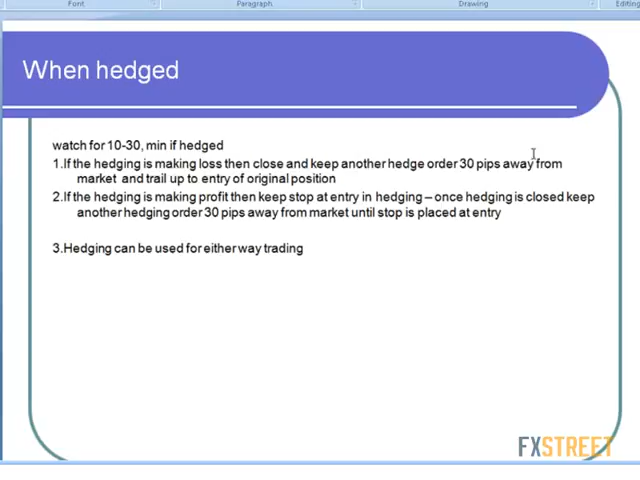 Font
Paragraph
Drawing
Editing
When hedged
watch for 10-30, min if hedged
1.If the hedging is making loss then close and keep another hedge order 30 pips away from
market and trail up to entry of original position
2.If the hedging is making profit then keep stop at entry in hedging – once hedging is closed keep
another hedging order 30 pips away from market until stop is placed at entry
3.Hedging can be used for either way trading
FXSTREET